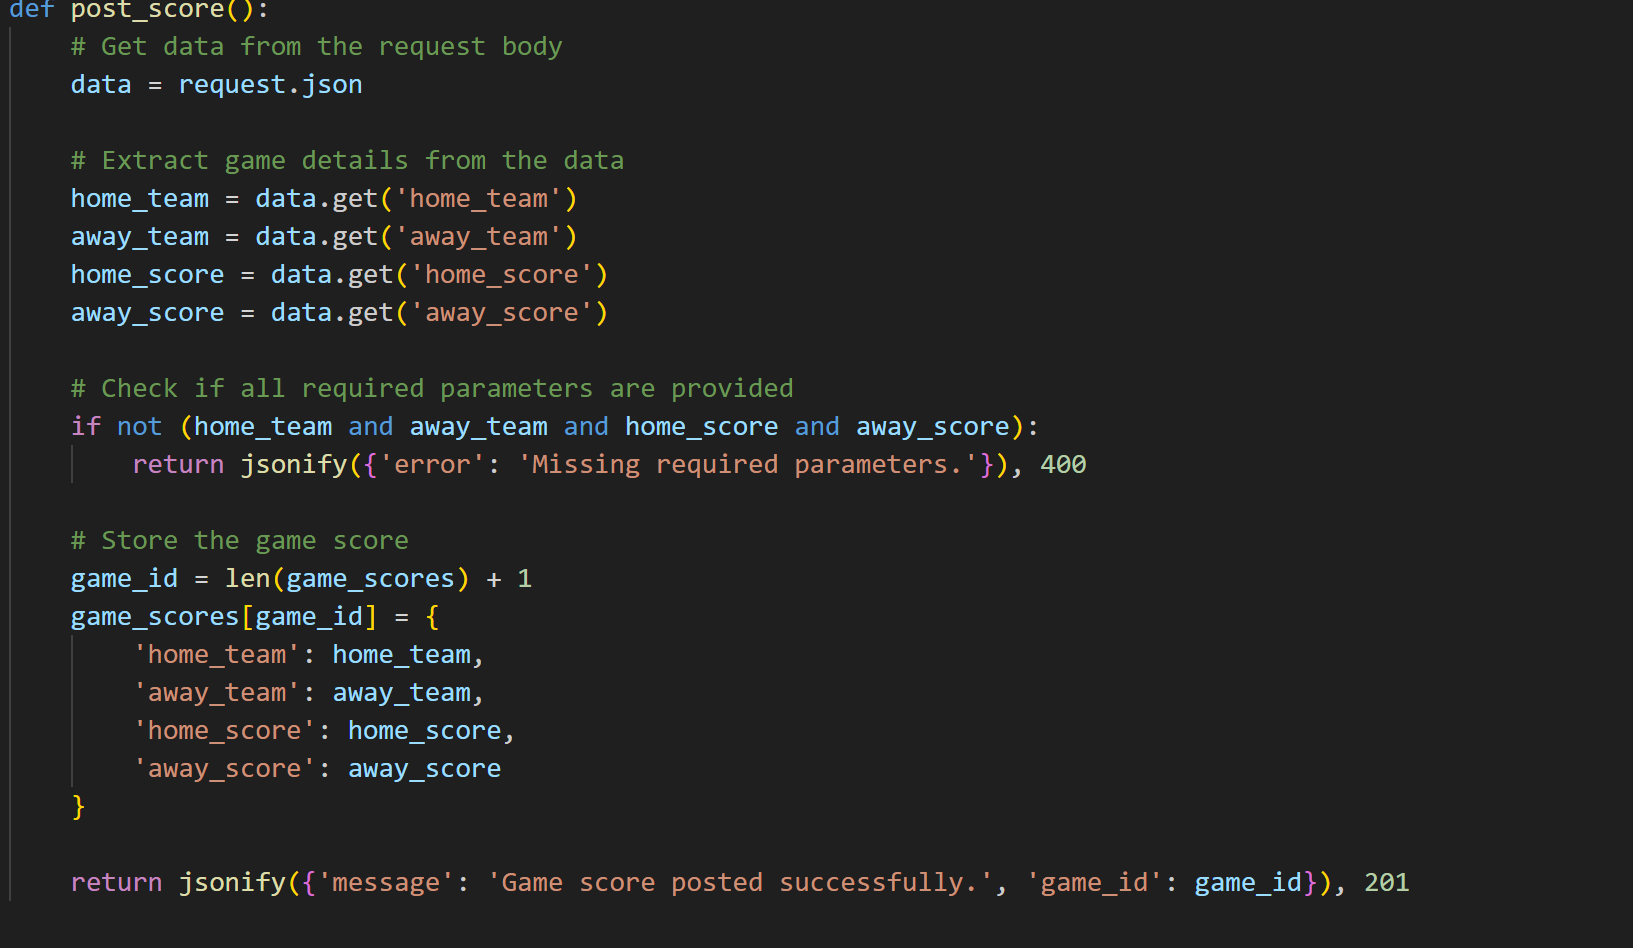 def post_score():
    # Get data from the request body
    data = request.json

    # Extract game details from the data
    home_team = data.get('home_team')
    away_team = data.get('away_team')
    home_score = data.get('home_score')
    away_score = data.get('away_score')

    # Check if all required parameters are provided
    if not (home_team and away_team and home_score and away_score):
        return jsonify({'error': 'Missing required parameters.'}), 400

    # Store the game score
    game_id = len(game_scores) + 1
    game_scores[game_id] = {
        'home_team': home_team,
        'away_team': away_team,
        'home_score': home_score,
        'away_score': away_score
    }

    return jsonify({'message': 'Game score posted successfully.', 'game_id': game_id}), 201